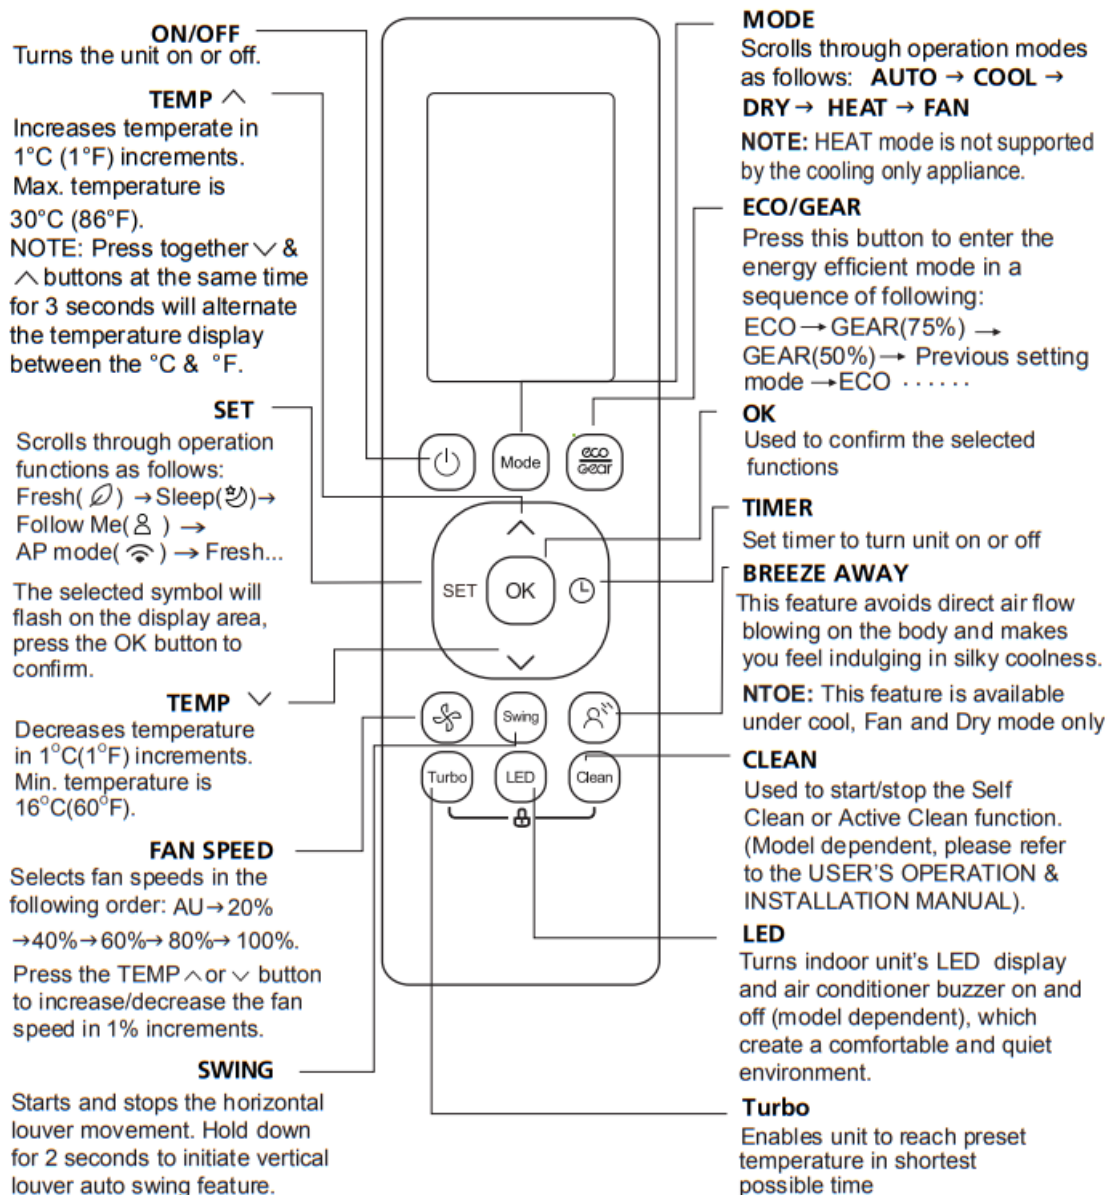 ON/OFF
Turns the unit on or off.
TEMP ︿
Increases temperate in
1°C (1°F) increments.
Max. temperature is
30°C (86°F).
NOTE: Press together ﹀ &
︿ buttons at the same time
for 3 seconds will alternate
the temperature display
between the °C & °F.
SET
Scrolls through operation
functions as follows:
Fresh( ) → Sleep( ) →
Follow Me( ) →
AP mode( ) → Fresh...
The selected symbol will
flash on the display area,
press the OK button to
confirm.
TEMP ﹀
Decreases temperature
in 1°C(1°F) increments.
Min. temperature is
16°C(60°F).
FAN SPEED
Selects fan speeds in the
following order: AU→20%
→40%→60%→80%→100%.
Press the TEMP ︿ or ﹀ button
to increase/decrease the fan
speed in 1% increments.
SWING
Starts and stops the horizontal
louver movement. Hold down
for 2 seconds to initiate vertical
louver auto swing feature.
Mode
eco
Gear
SET
OK
Swing
Turbo
LED
Clean
MODE
Scrolls through operation modes
as follows: AUTO → COOL →
DRY → HEAT → FAN
NOTE: HEAT mode is not supported
by the cooling only appliance.
ECO/GEAR
Press this button to enter the
energy efficient mode in a
sequence of following:
ECO → GEAR(75%) →
GEAR(50%) → Previous setting
mode → ECO ······
OK
Used to confirm the selected
functions
TIMER
Set timer to turn unit on or off
BREEZE AWAY
This feature avoids direct air flow
blowing on the body and makes
you feel indulging in silky coolness.
NTOE: This feature is available
under cool, Fan and Dry mode only
CLEAN
Used to start/stop the Self
Clean or Active Clean function.
(Model dependent, please refer
to the USER'S OPERATION &
INSTALLATION MANUAL).
LED
Turns indoor unit's LED display
and air conditioner buzzer on and
off (model dependent), which
create a comfortable and quiet
environment.
Turbo
Enables unit to reach preset
temperature in shortest
possible time